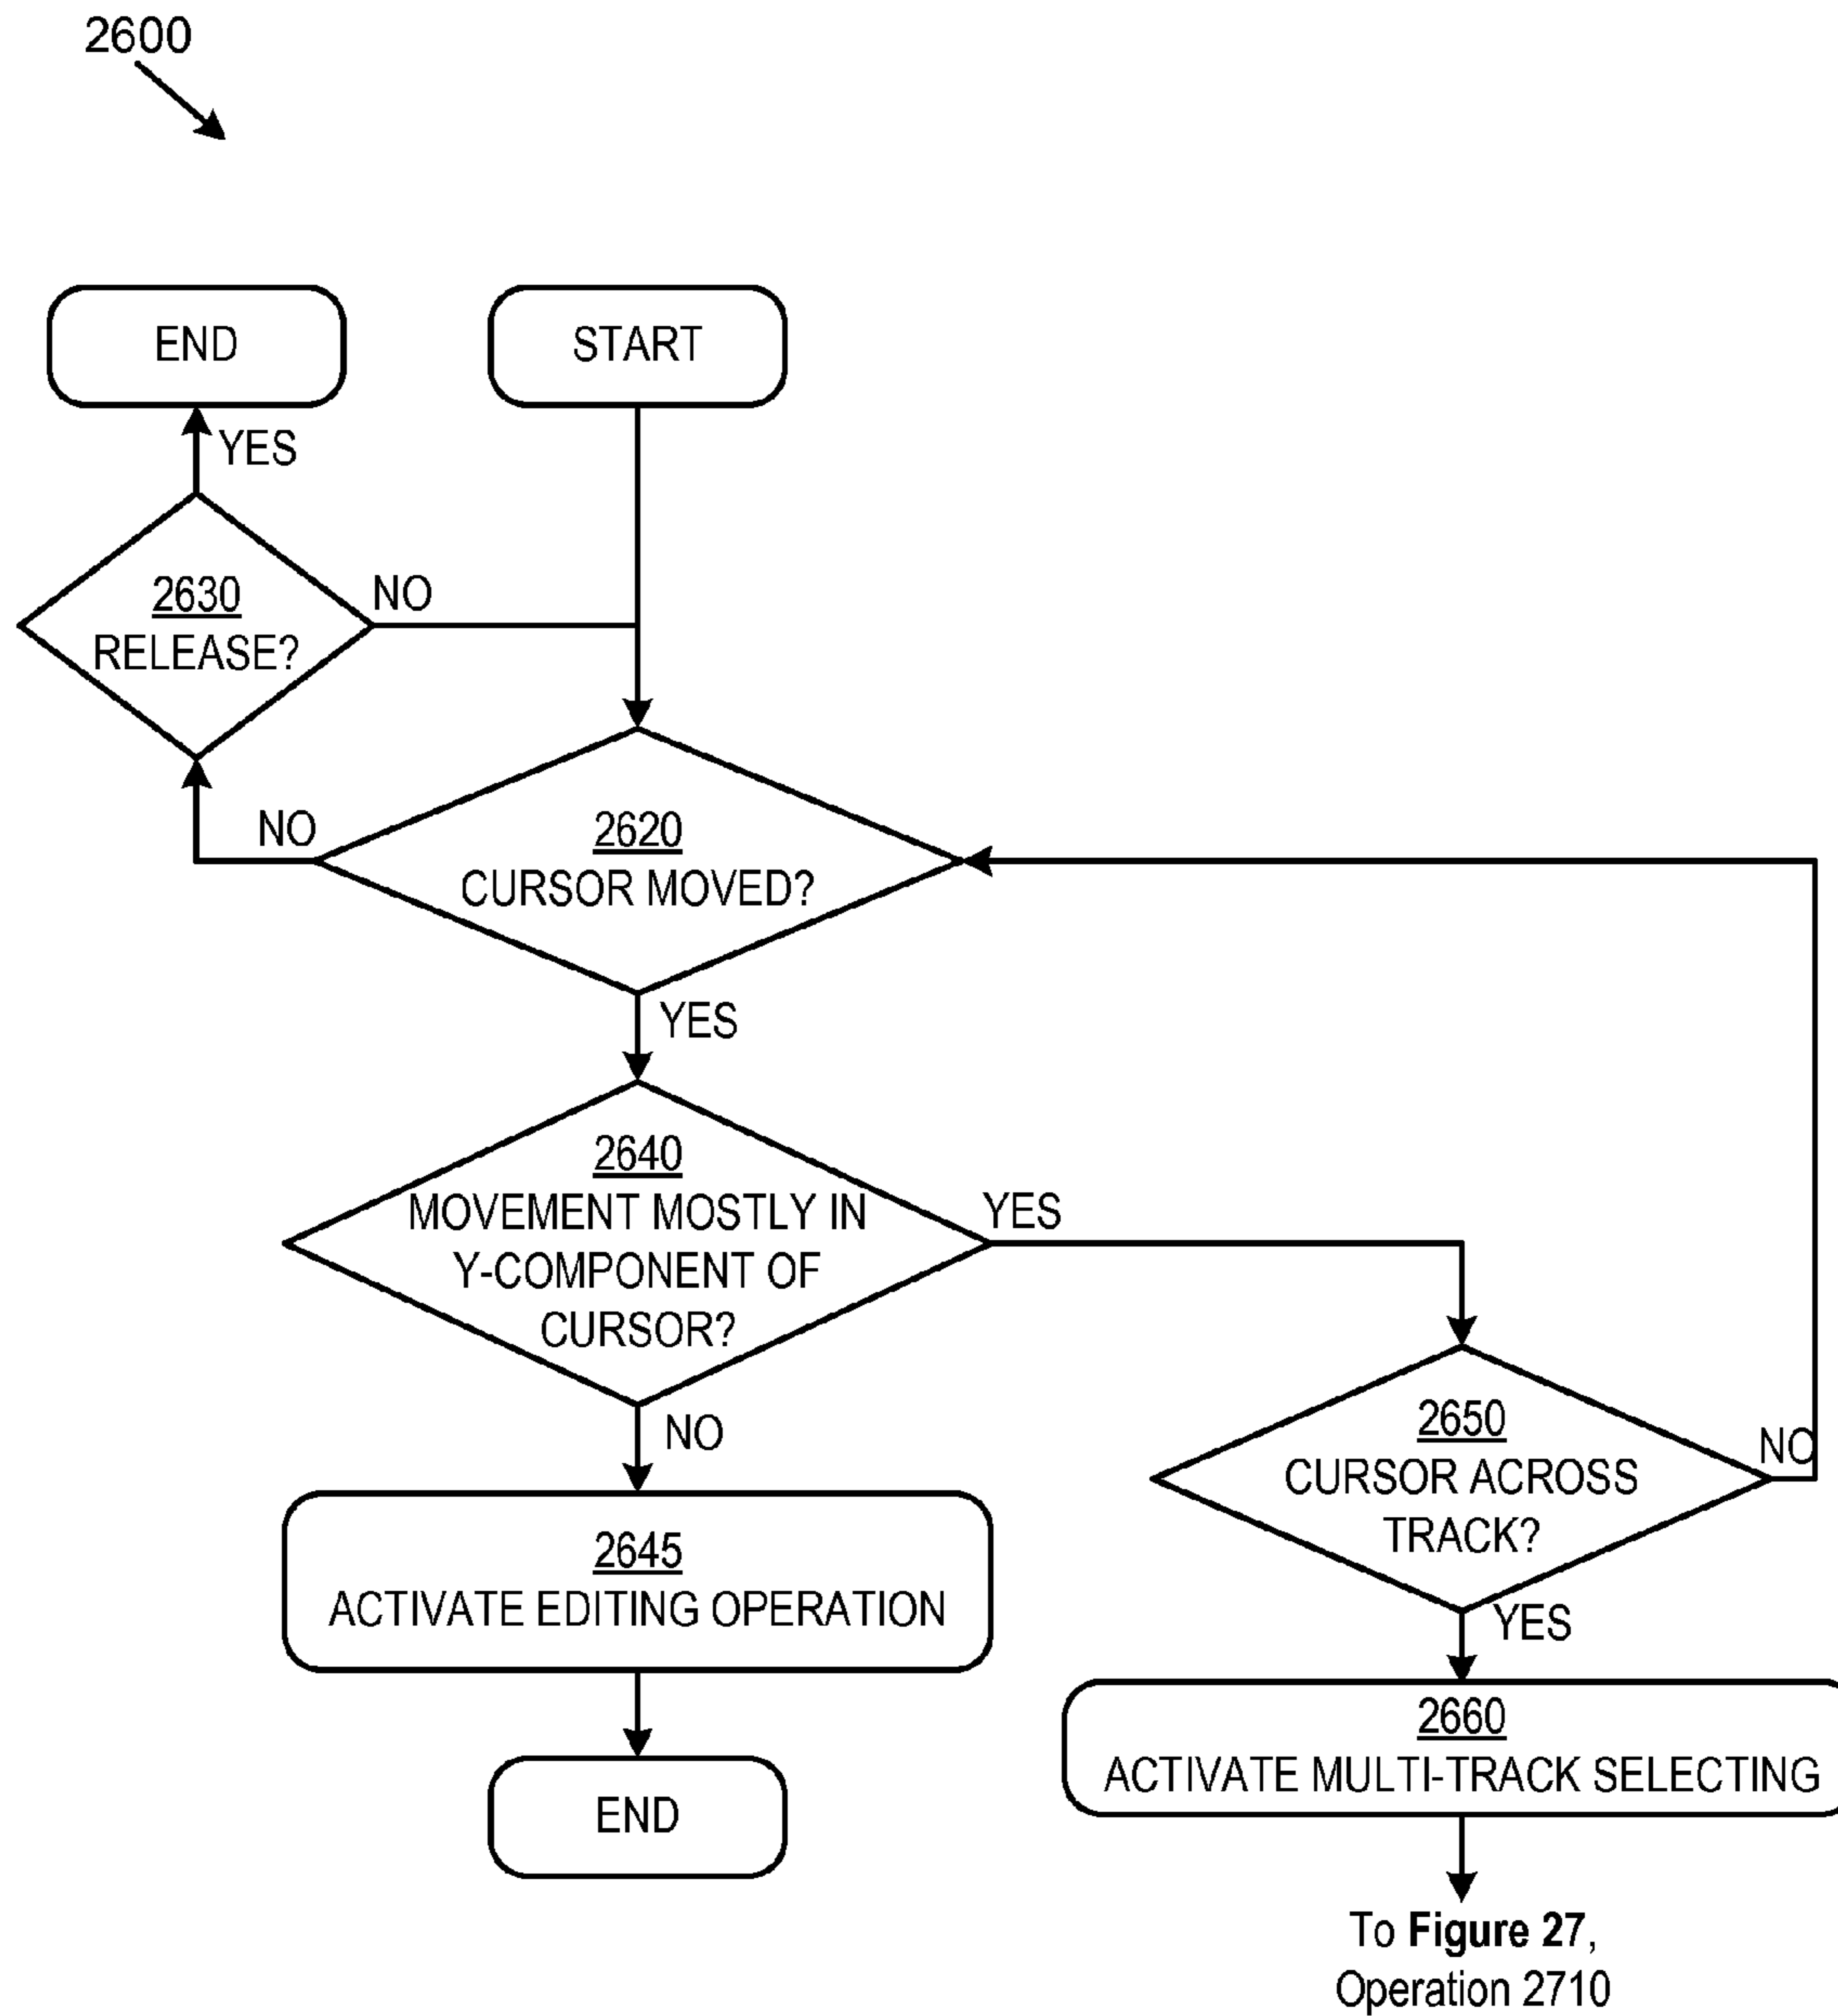 2600
END
START
YES
2630
RELEASE?
NO
NO
2620
CURSOR MOVED?
YES
2640
MOVEMENT MOSTLY IN
Y-COMPONENT OF
CURSOR?
YES
NO
2650
CURSOR ACROSS
TRACK?
NO
2645
ACTIVATE EDITING OPERATION
YES
2660
ACTIVATE MULTI-TRACK SELECTING
END
To Figure 27,
Operation 2710